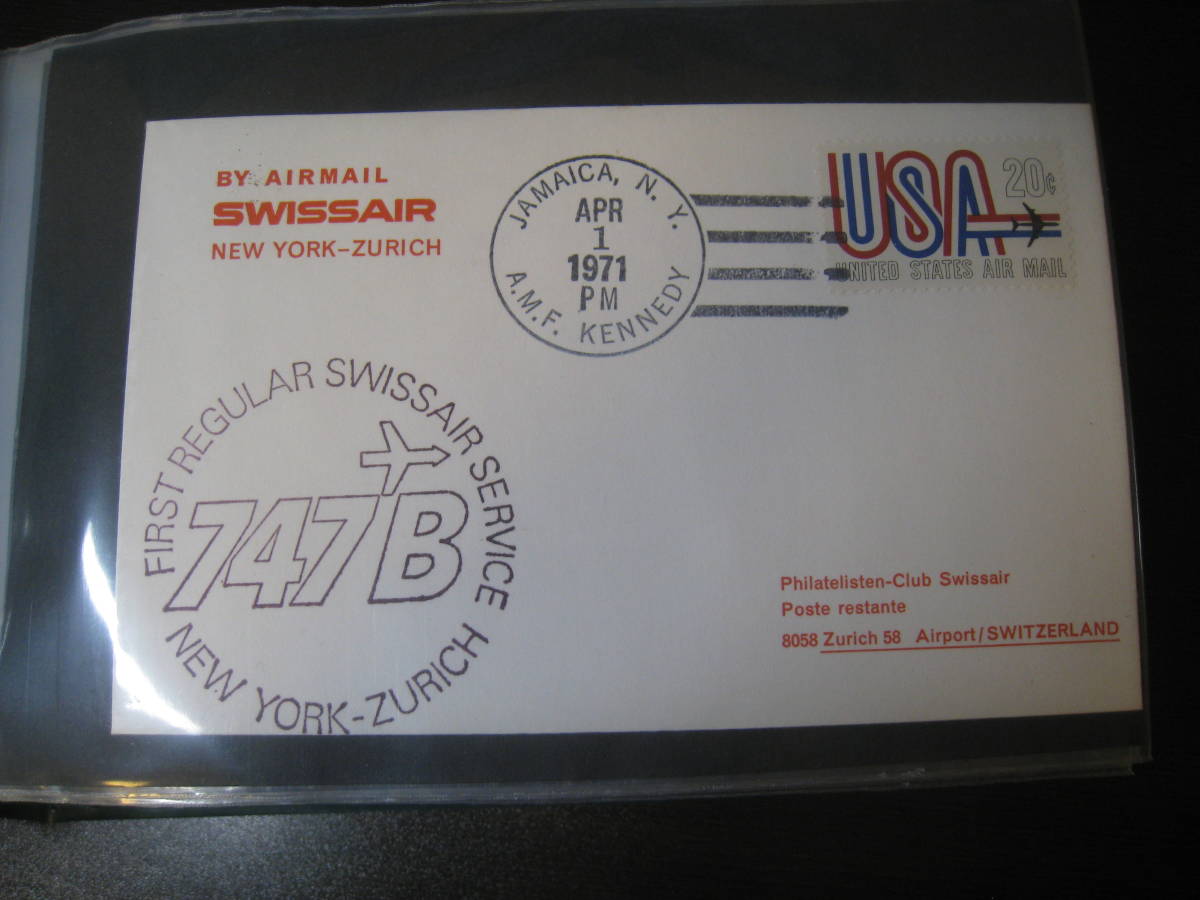 BY AIRMAIL
SWISSAIR
NEW YORK-ZURICH
JAMAICA, N. Y.
APR
1
1971
PM
A.M.F. KENNEDY
USA 20c
UNITED STATES AIR MAIL
FIRST REGULAR SWISSAIR SERVICE
747B
NEW YORK-ZURICH
Philatelisten-Club Swissair
Poste restante
8058 Zurich 58 Airport/SWITZERLAND